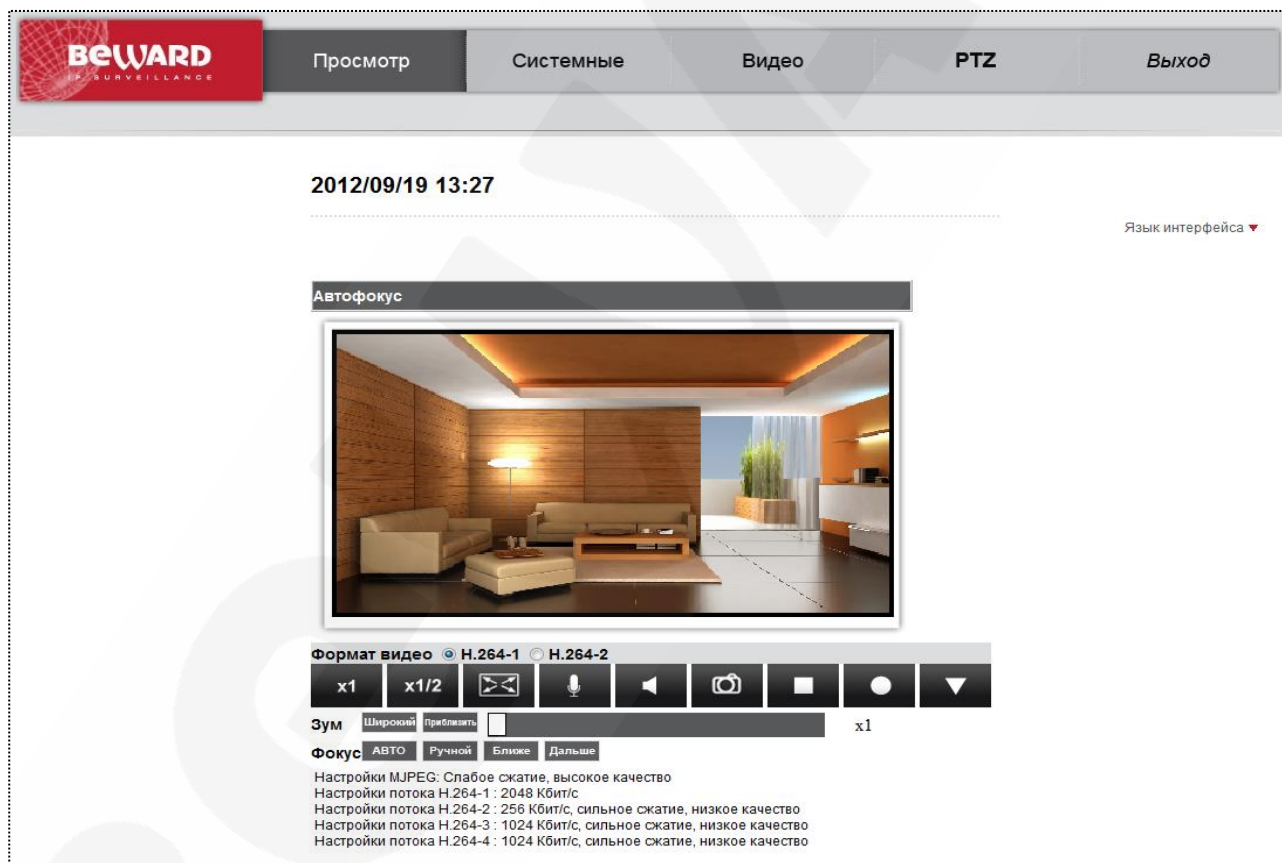 BEWARD
IP SURVEILLANCE
Просмотр
Системные
Видео
PTZ
Выход
2012/09/19 13:27
Язык интерфейса
Автофокус
Формат видео H.264-1 H.264-2
x1 x1/2
Зум Широкий Приблизить x1
Фокус АВТО Ручной Ближе Дальше
Настройки MJPEG: Слабое сжатие, высокое качество
Настройки потока H.264-1 : 2048 Кбит/с
Настройки потока H.264-2 : 256 Кбит/с, сильное сжатие, низкое качество
Настройки потока H.264-3 : 1024 Кбит/с, сильное сжатие, низкое качество
Настройки потока H.264-4 : 1024 Кбит/с, сильное сжатие, низкое качество